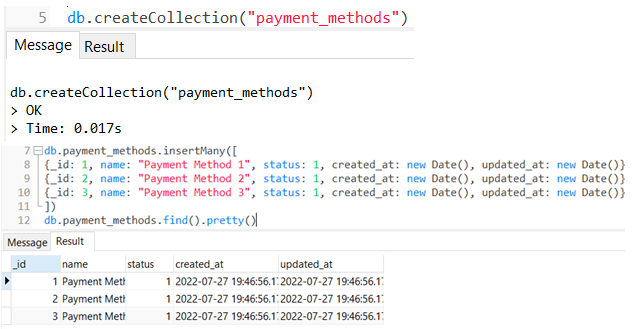 5 db.createCollection("payment_methods")
Message Result
db.createCollection("payment_methods")
> OK
> Time: 0.017s
7 db.payment_methods.insertMany([
8 {_id: 1, name: "Payment Method 1", status: 1, created_at: new Date(), updated_at: new Date()}
9 {_id: 2, name: "Payment Method 2", status: 1, created_at: new Date(), updated_at: new Date()}
10 {_id: 3, name: "Payment Method 3", status: 1, created_at: new Date(), updated_at: new Date()}
11 ])
12 db.payment_methods.find().pretty()
Message Result
_id name status created_at updated_at
1 Payment Meth 1 2022-07-27 19:46:56.17 2022-07-27 19:46:56.17
2 Payment Meth 1 2022-07-27 19:46:56.17 2022-07-27 19:46:56.17
3 Payment Meth 1 2022-07-27 19:46:56.17 2022-07-27 19:46:56.17